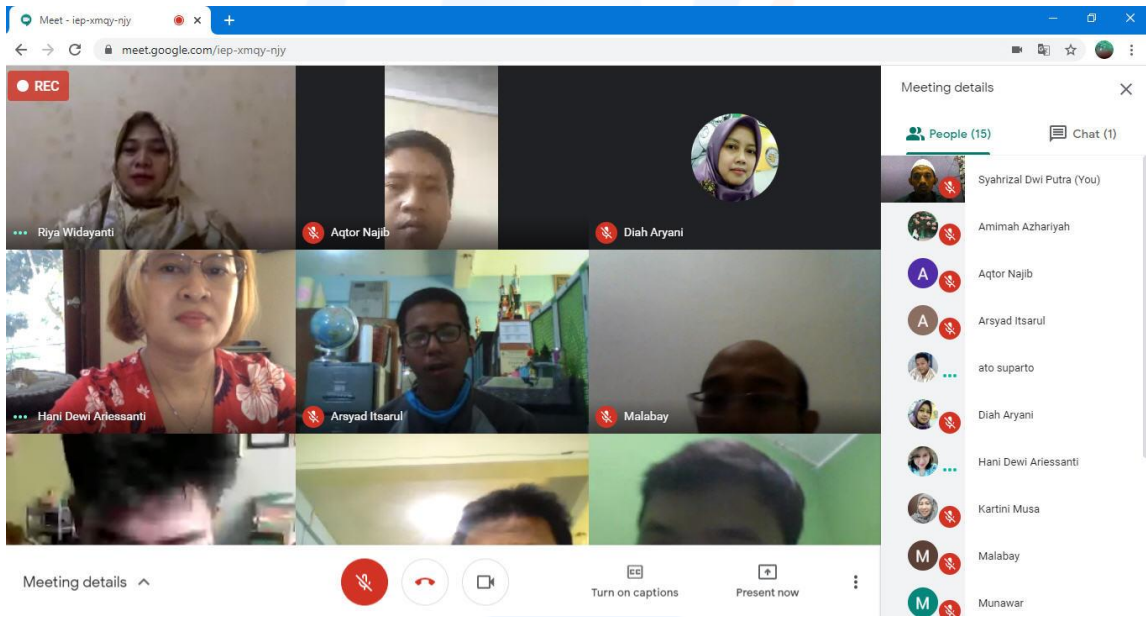 Meet - iep-xmqy-njy
meet.google.com/iep-xmqy-njy
REC
Riya Widayanti
Aqtor Najib
Diah Aryani
Hani Dewi Ariessanti
Arsyad Itsarul
Malabay
Meeting details
People (15)
Chat (1)
Syahrizal Dwi Putra (You)
Amimah Azhariyah
A
Aqtor Najib
A
Arsyad Itsarul
ato suparto
Diah Aryani
Hani Dewi Ariessanti
Kartini Musa
M
Malabay
M
Munawar
Meeting details
CC
Turn on captions
Present now